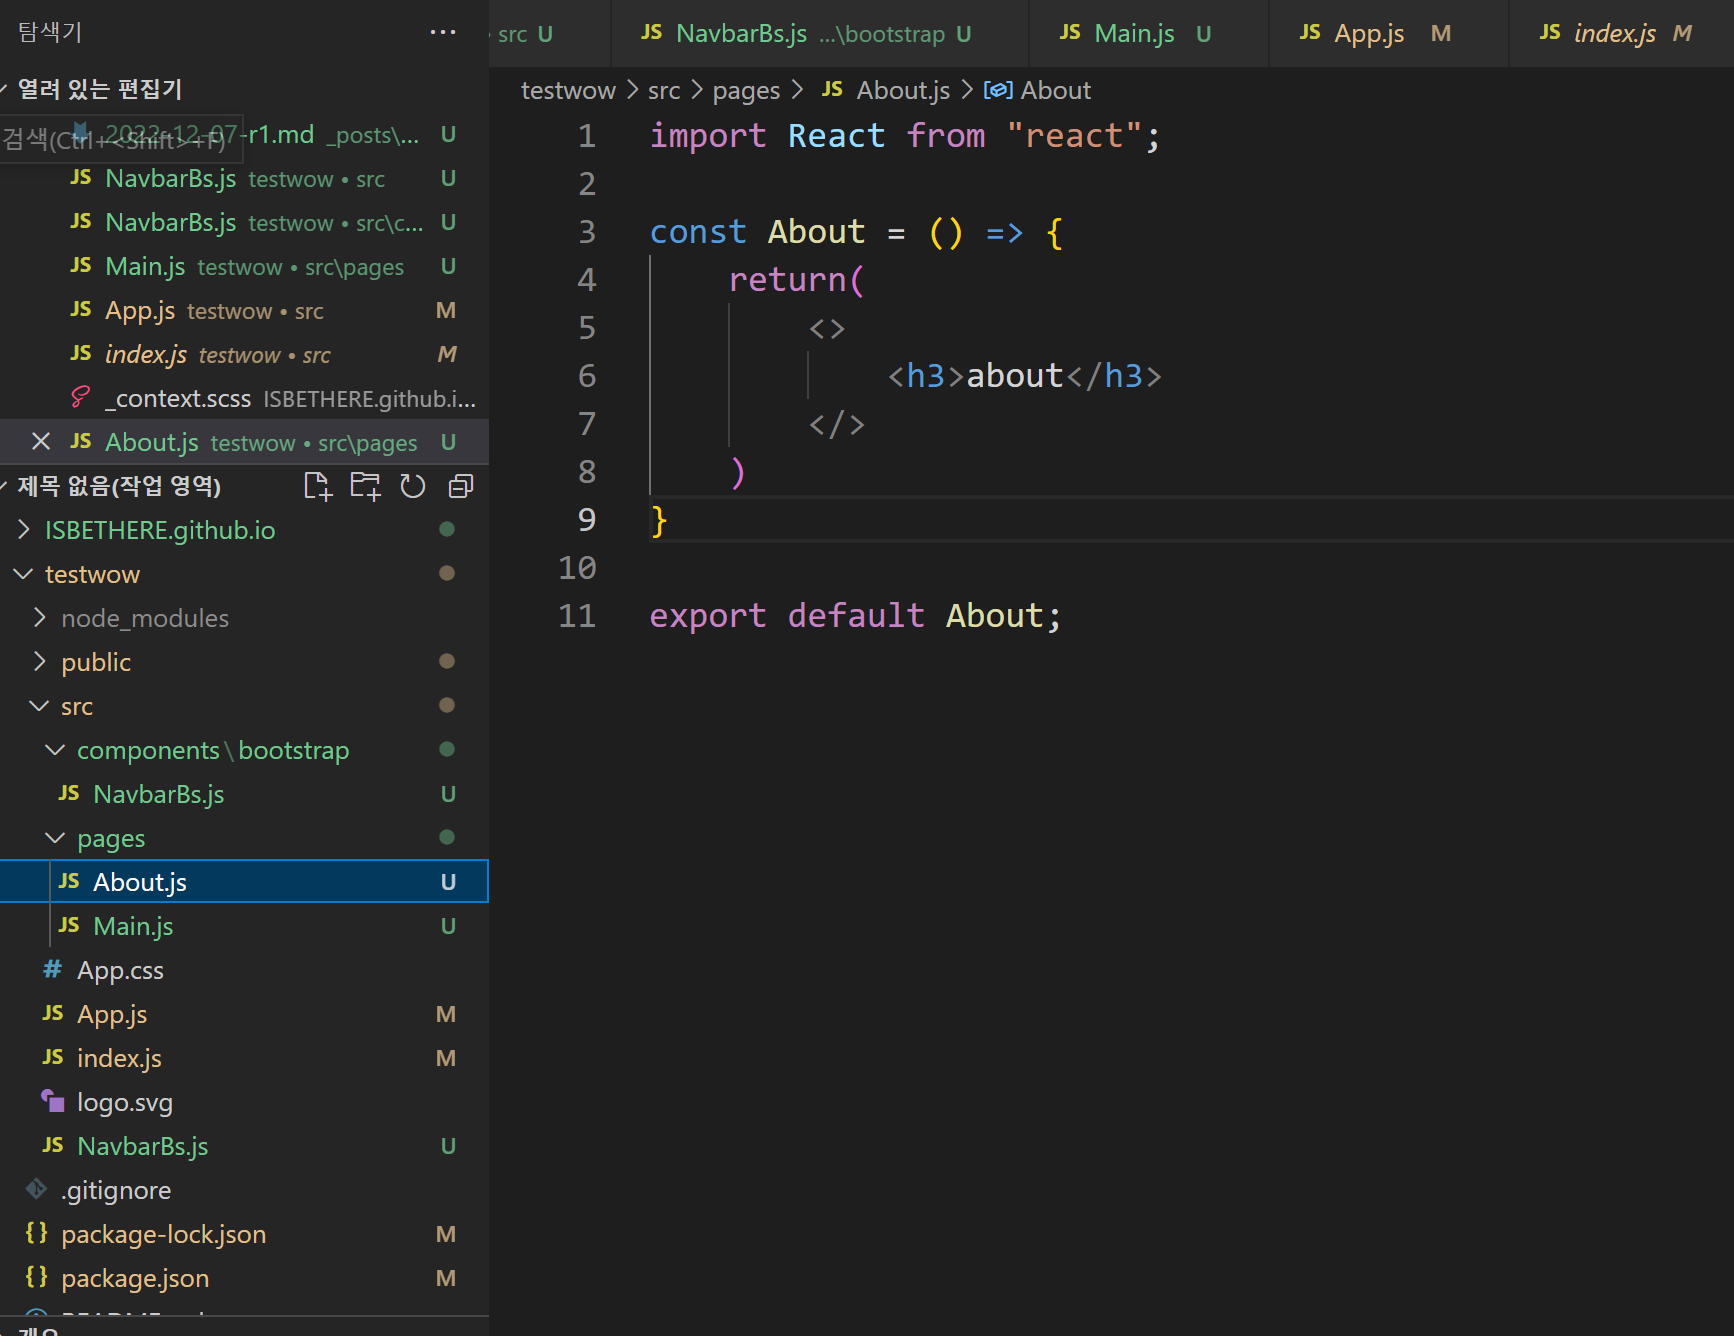 탐색기
열려 있는 편집기
검색(Ctrl+<Shift>+F)
2022-12-07-r1.md _posts\... U
JS NavbarBs.js testwow • src U
JS NavbarBs.js testwow • src\c... U
JS Main.js testwow • src\pages U
JS App.js testwow • src M
JS index.js testwow • src M
_context.scss ISBETHERE.github.i...
JS About.js testwow • src\pages U
제목 없음(작업 영역)
ISBETHERE.github.io
testwow
node_modules
public
src
components\bootstrap
JS NavbarBs.js U
pages
JS About.js U
JS Main.js U
# App.css
JS App.js M
JS index.js M
logo.svg
JS NavbarBs.js U
.gitignore
{} package-lock.json M
{} package.json M
src U
JS NavbarBs.js ...\bootstrap U
JS Main.js U
JS App.js M
JS index.js M
testwow > src > pages > JS About.js > About
1 import React from "react";
2
3 const About = () => {
4 return(
5 <>
6 <h3>about</h3>
7 </>
8 )
9 }
10
11 export default About;